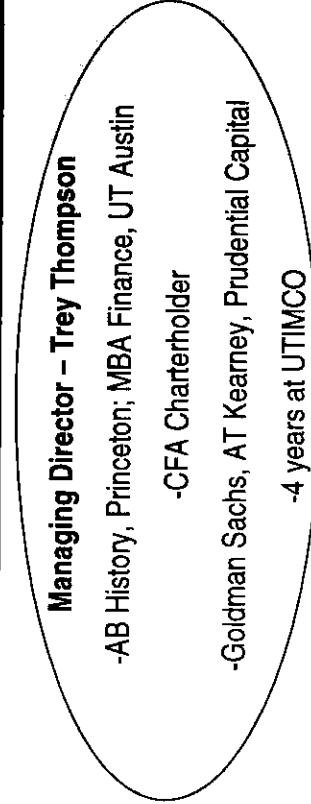 Managing Director – Trey Thompson
-AB History, Princeton; MBA Finance, UT Austin
-CFA Charterholder
-Goldman Sachs, AT Kearney, Prudential Capital
-4 years at UTIMCO